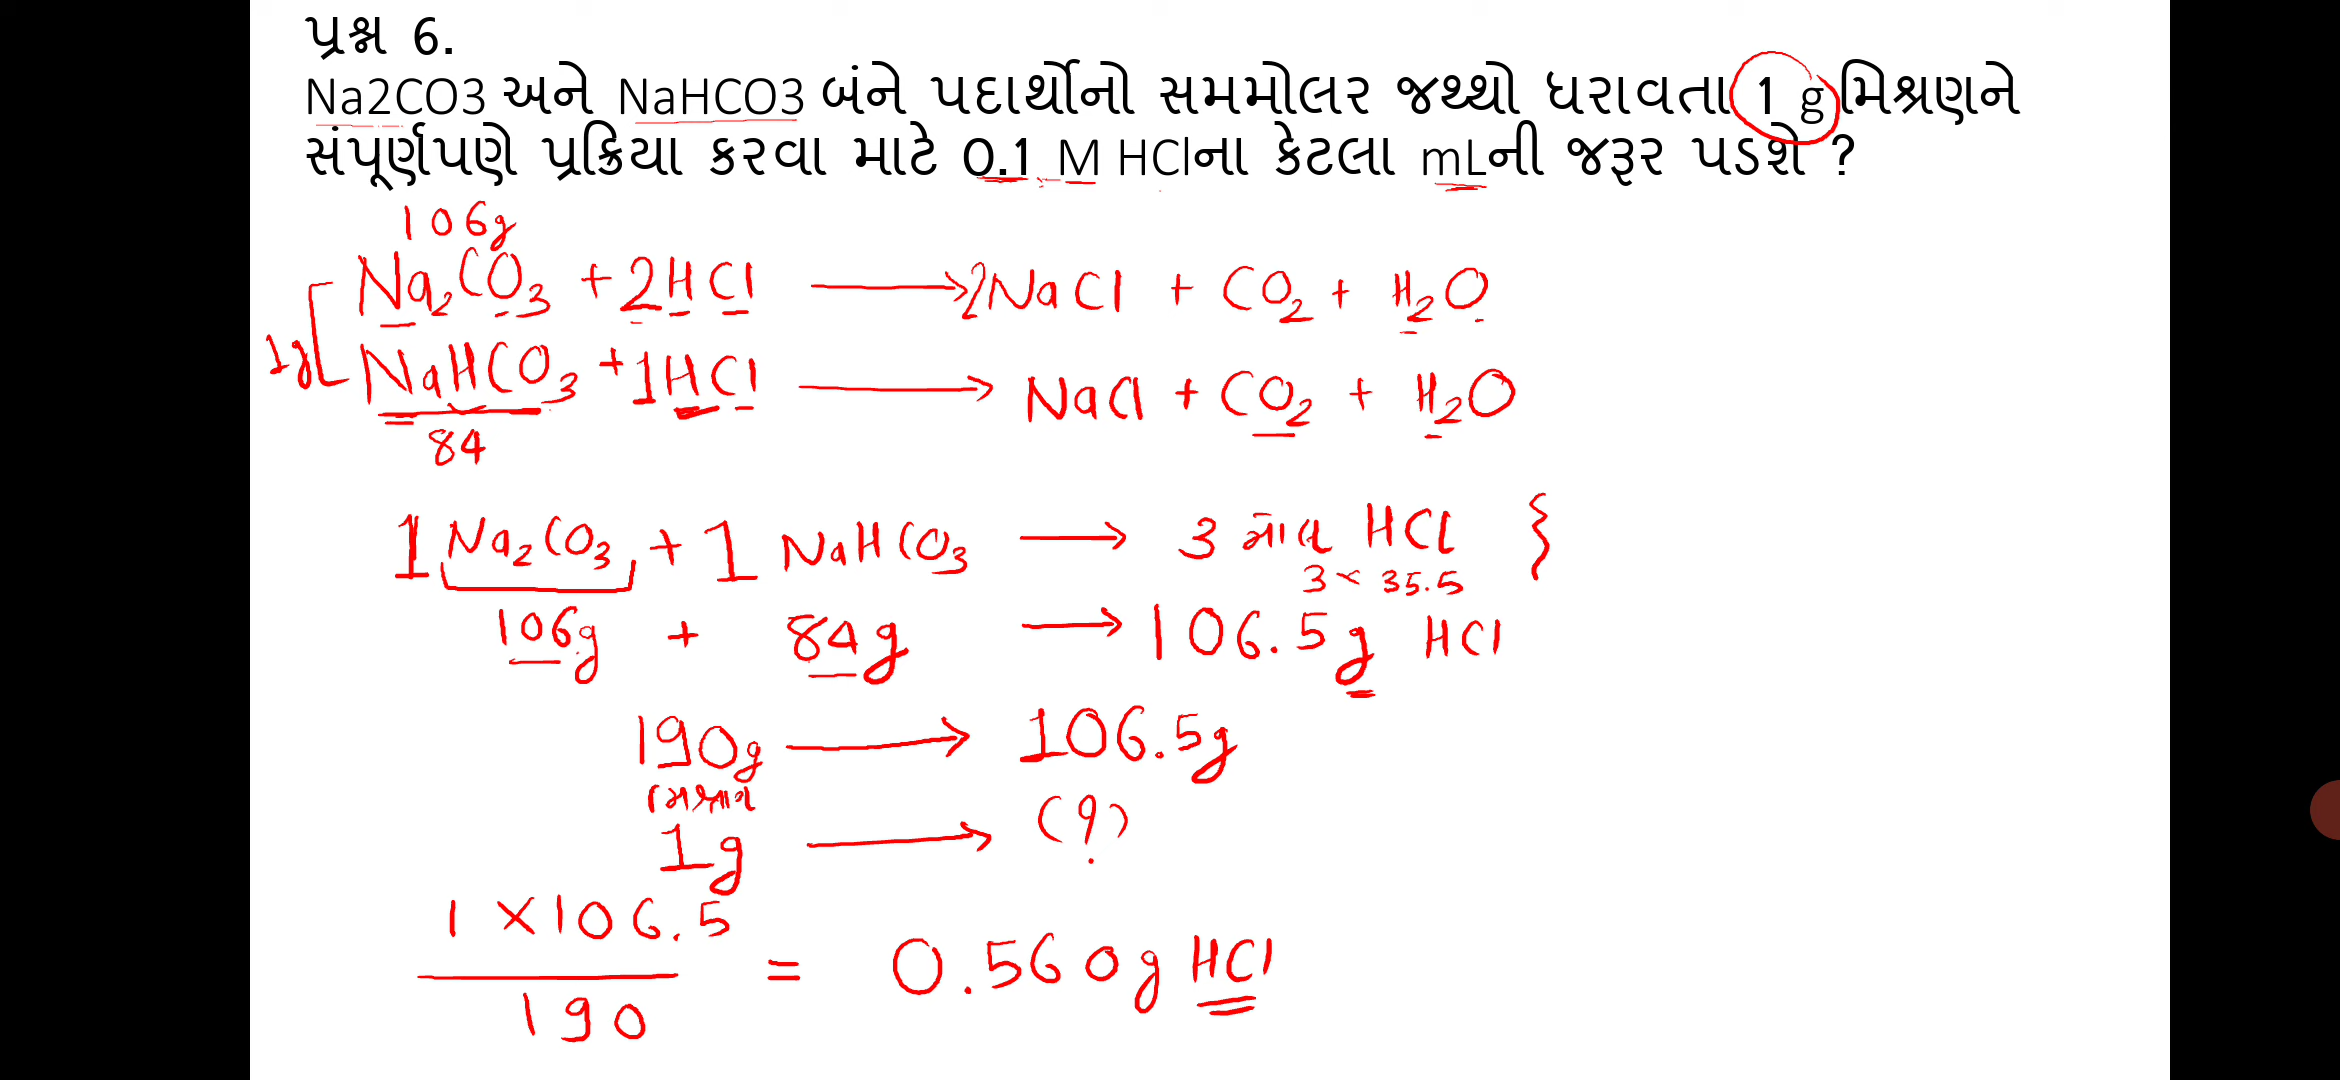 પ્રશ્ન 6.
Na2CO3 અને NaHCO3 બંને પદાર્થોનો સમમોલર જથ્થો ધરાવતા 1 g મિશ્રણને
સંપૂર્ણપણે પ્રક્રિયા કરવા માટે 0.1 M HClના કેટલા mLની જરૂર પડશે ?
106g
Na₂CO₃ + 2HCl ⟶ 2NaCl + CO₂ + H₂O
1g
NaHCO₃ + 1HCl ⟶ NaCl + CO₂ + H₂O
84
1 Na₂CO₃ + 1 NaHCO₃ ⟶ 3 મોલ HCl }
3 × 35.5
106g + 84g ⟶ 106.5g HCl
190g ⟶ 106.5g
મિશ્રણ
1g ⟶ (?)
1 × 106.5
190
= 0.560g HCl